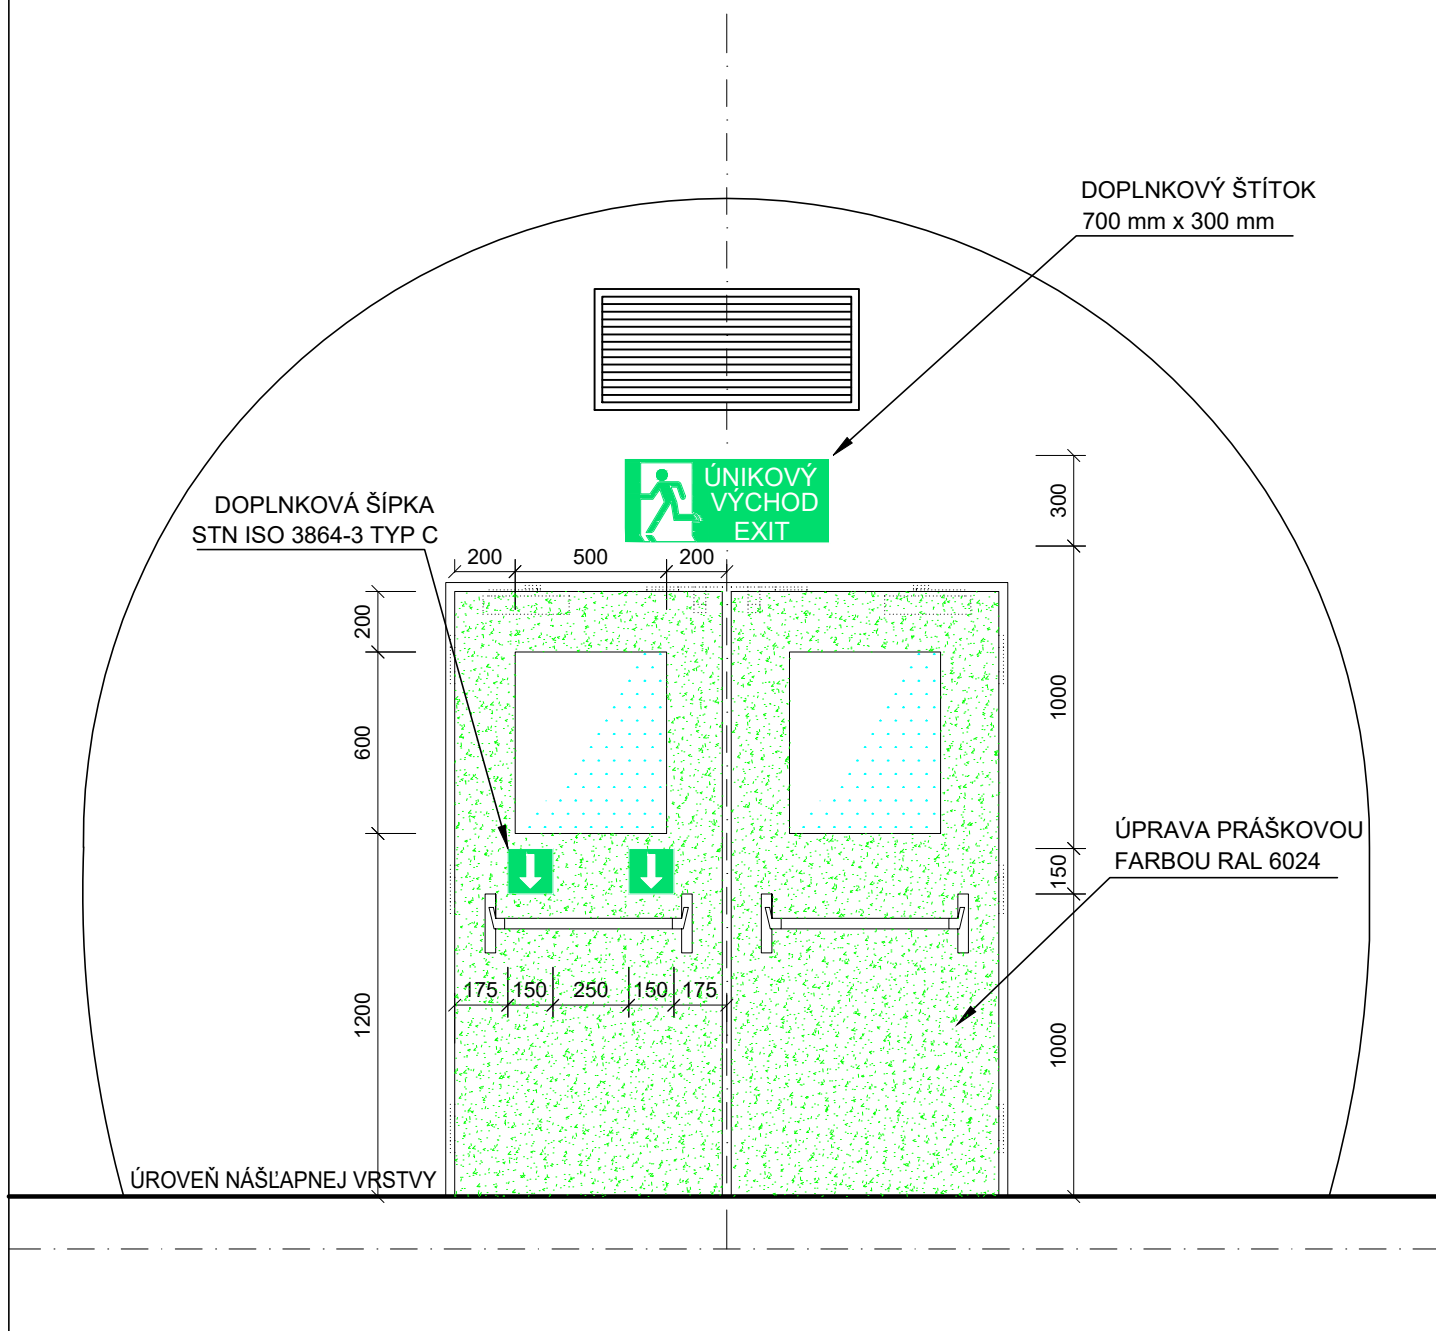 DOPLNKOVÝ ŠTÍTOK
700 mm x 300 mm
ÚNIKOVÝ
VÝCHOD
EXIT
DOPLNKOVÁ ŠÍPKA
STN ISO 3864-3 TYP C
200
500
200
300
200
600
1000
ÚPRAVA PRÁŠKOVOU
FARBOU RAL 6024
150
175
150
250
150
175
1200
1000
ÚROVEŇ NÁŠĽAPNEJ VRSTVY